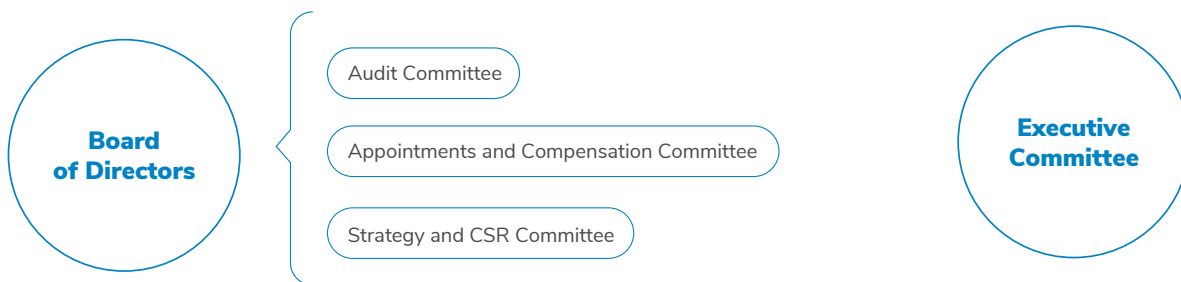 Board
of Directors
Audit Committee
Appointments and Compensation Committee
Strategy and CSR Committee
Executive
Committee